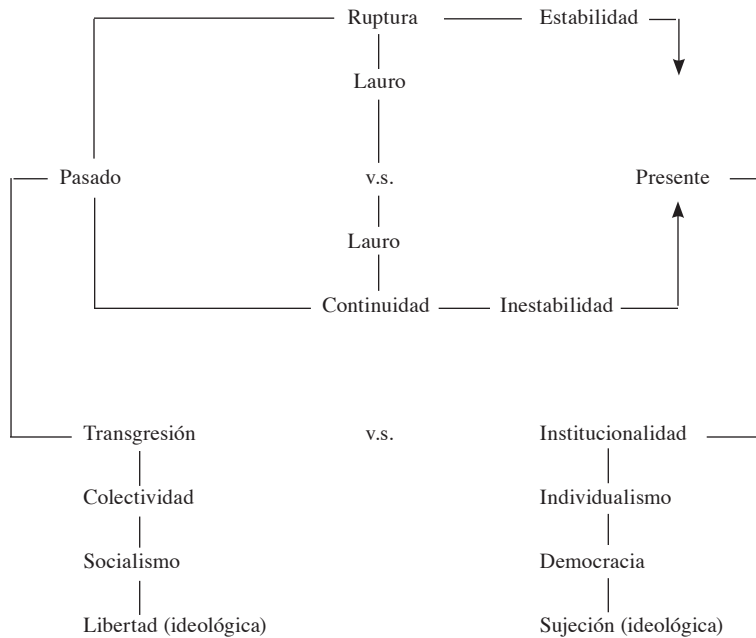 Ruptura Estabilidad
Lauro
Pasado v.s. Presente
Lauro
Continuidad Inestabilidad
Transgresión v.s. Institucionalidad
Colectividad Individualismo
Socialismo Democracia
Libertad (ideológica) Sujeción (ideológica)